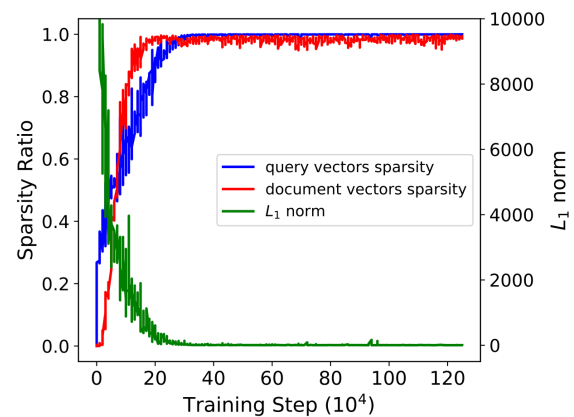 Sparsity Ratio
1.0
0.8
0.6
0.4
0.2
0.0
10000
8000
6000
4000
2000
0
L₁ norm
query vectors sparsity
document vectors sparsity
L₁ norm
0 20 40 60 80 100 120
Training Step (10⁴)